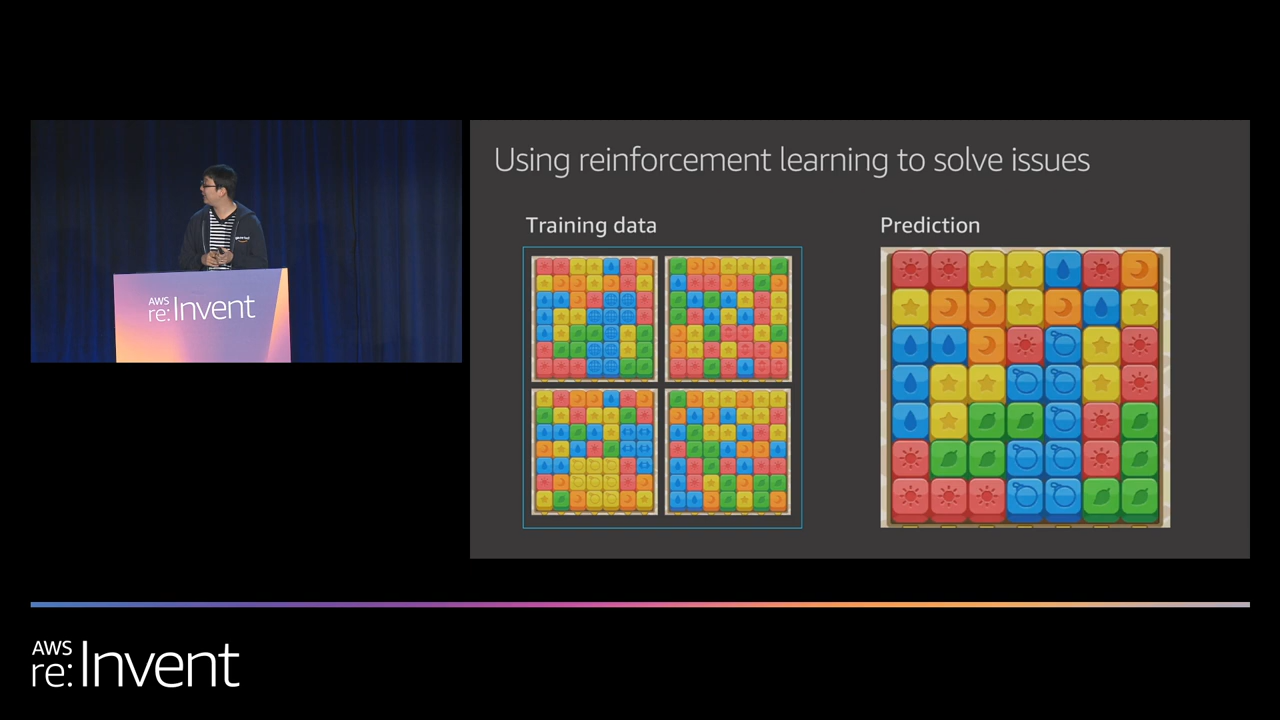 Using reinforcement learning to solve issues
Training data
Prediction
AWS
re:Invent
AWS
re:Invent